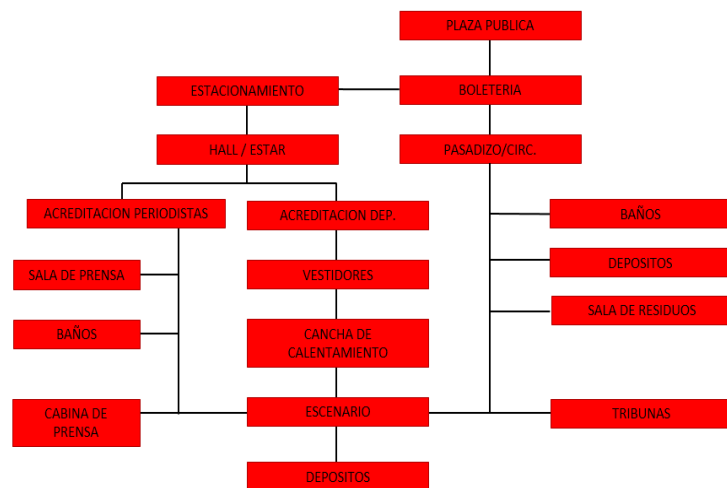 PLAZA PUBLICA
ESTACIONAMIENTO
BOLETERIA
HALL / ESTAR
PASADIZO/CIRC.
ACREDITACION PERIODISTAS
ACREDITACION DEP.
BAÑOS
SALA DE PRENSA
VESTIDORES
DEPOSITOS
SALA DE RESIDUOS
BAÑOS
CANCHA DE
CALENTAMIENTO
CABINA DE
PRENSA
ESCENARIO
TRIBUNAS
DEPOSITOS